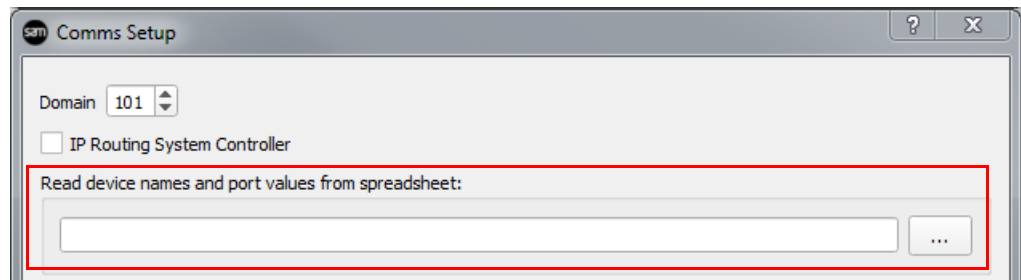 sam Comms Setup ?
Domain 101
IP Routing System Controller
Read device names and port values from spreadsheet:
...